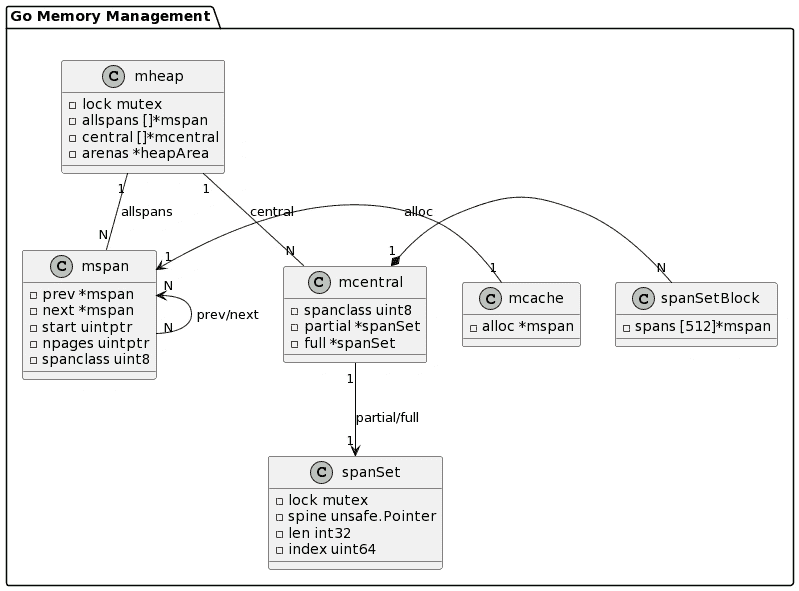 Go Memory Management
C mheap
lock mutex
allspans []*mspan
central []*mcentral
arenas *heapArea
1
1
allspans
central
alloc
N
N
1
1
1
N
C mspan
prev *mspan
next *mspan
start uintptr
npages uintptr
spanclass uint8
N
N
prev/next
C mcentral
spanclass uint8
partial *spanSet
full *spanSet
C mcache
alloc *mspan
C spanSetBlock
spans [512]*mspan
1
partial/full
1
C spanSet
lock mutex
spine unsafe.Pointer
len int32
index uint64